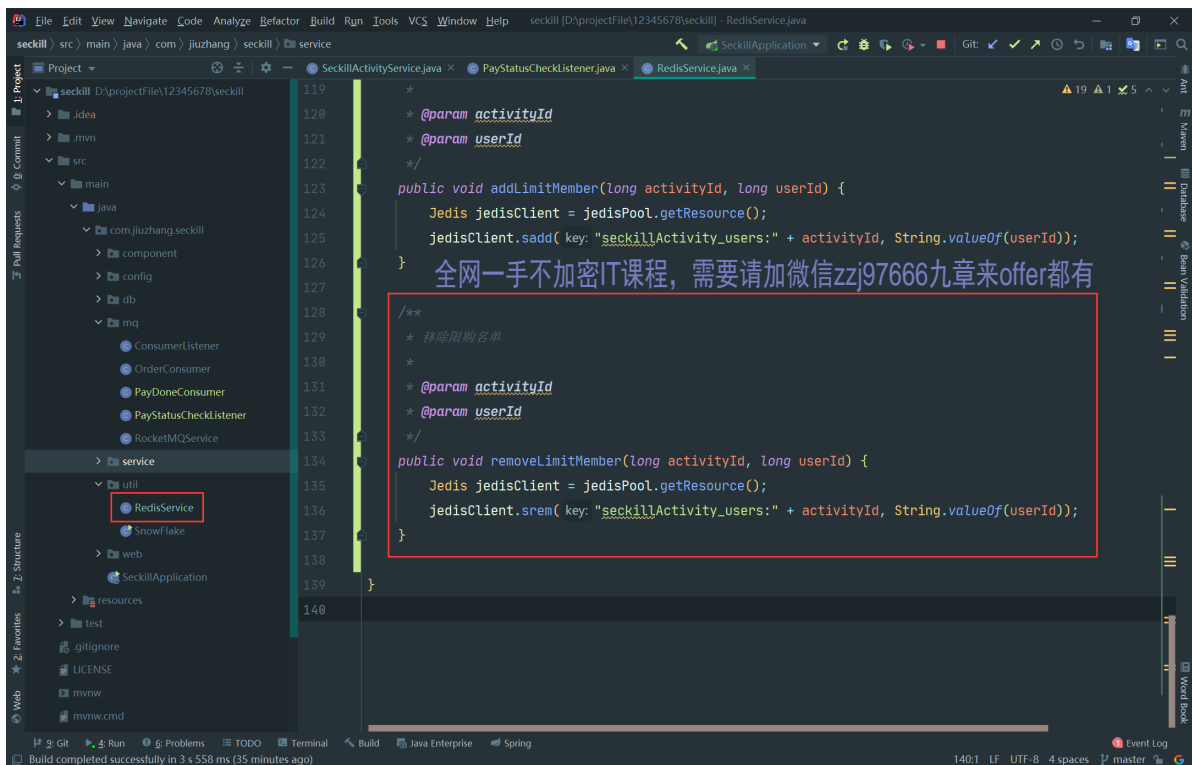 File Edit View Navigate Code Analyze Refactor Build Run Tools VCS Window Help seckill [D:\projectFile\12345678\seckill] - RedisService.java
seckill 〉 src 〉 main 〉 java 〉 com 〉 jiuzhang 〉 seckill 〉 service
SeckillApplication Git:
Project
SeckillActivityService.java × PayStatusCheckListener.java × RedisService.java ×
1: Project
0: Commit
Pull Requests
7: Structure
2: Favorites
Web
seckill D:\projectFile\12345678\seckill
.idea
.mvn
src
main
java
com.jiuzhang.seckill
component
config
db
mq
ConsumerListener
OrderConsumer
PayDoneConsumer
PayStatusCheckListener
RocketMQService
service
util
RedisService
SnowFlake
web
SeckillApplication
resources
test
.gitignore
LICENSE
mvnw
mvnw.cmd
19 1 5
119 *
120 * @param activityId
121 * @param userId
122 */
123 public void addLimitMember(long activityId, long userId) {
124 Jedis jedisClient = jedisPool.getResource();
125 jedisClient.sadd( key: "seckillActivity_users:" + activityId, String.valueOf(userId));
126 }
全网一手不加密IT课程，需要请加微信zzj97666九章来offer都有
127
128 /**
129 * 移除限购名单
130 *
131 * @param activityId
132 * @param userId
133 */
134 public void removeLimitMember(long activityId, long userId) {
135 Jedis jedisClient = jedisPool.getResource();
136 jedisClient.srem( key: "seckillActivity_users:" + activityId, String.valueOf(userId));
137 }
138
139 }
140
Ant
Maven
Database
Bean Validation
Word Book
9: Git 4: Run 6: Problems TODO Terminal Build Java Enterprise Spring 1 Event Log
Build completed successfully in 3 s 558 ms (35 minutes ago) 140:1 LF UTF-8 4 spaces master